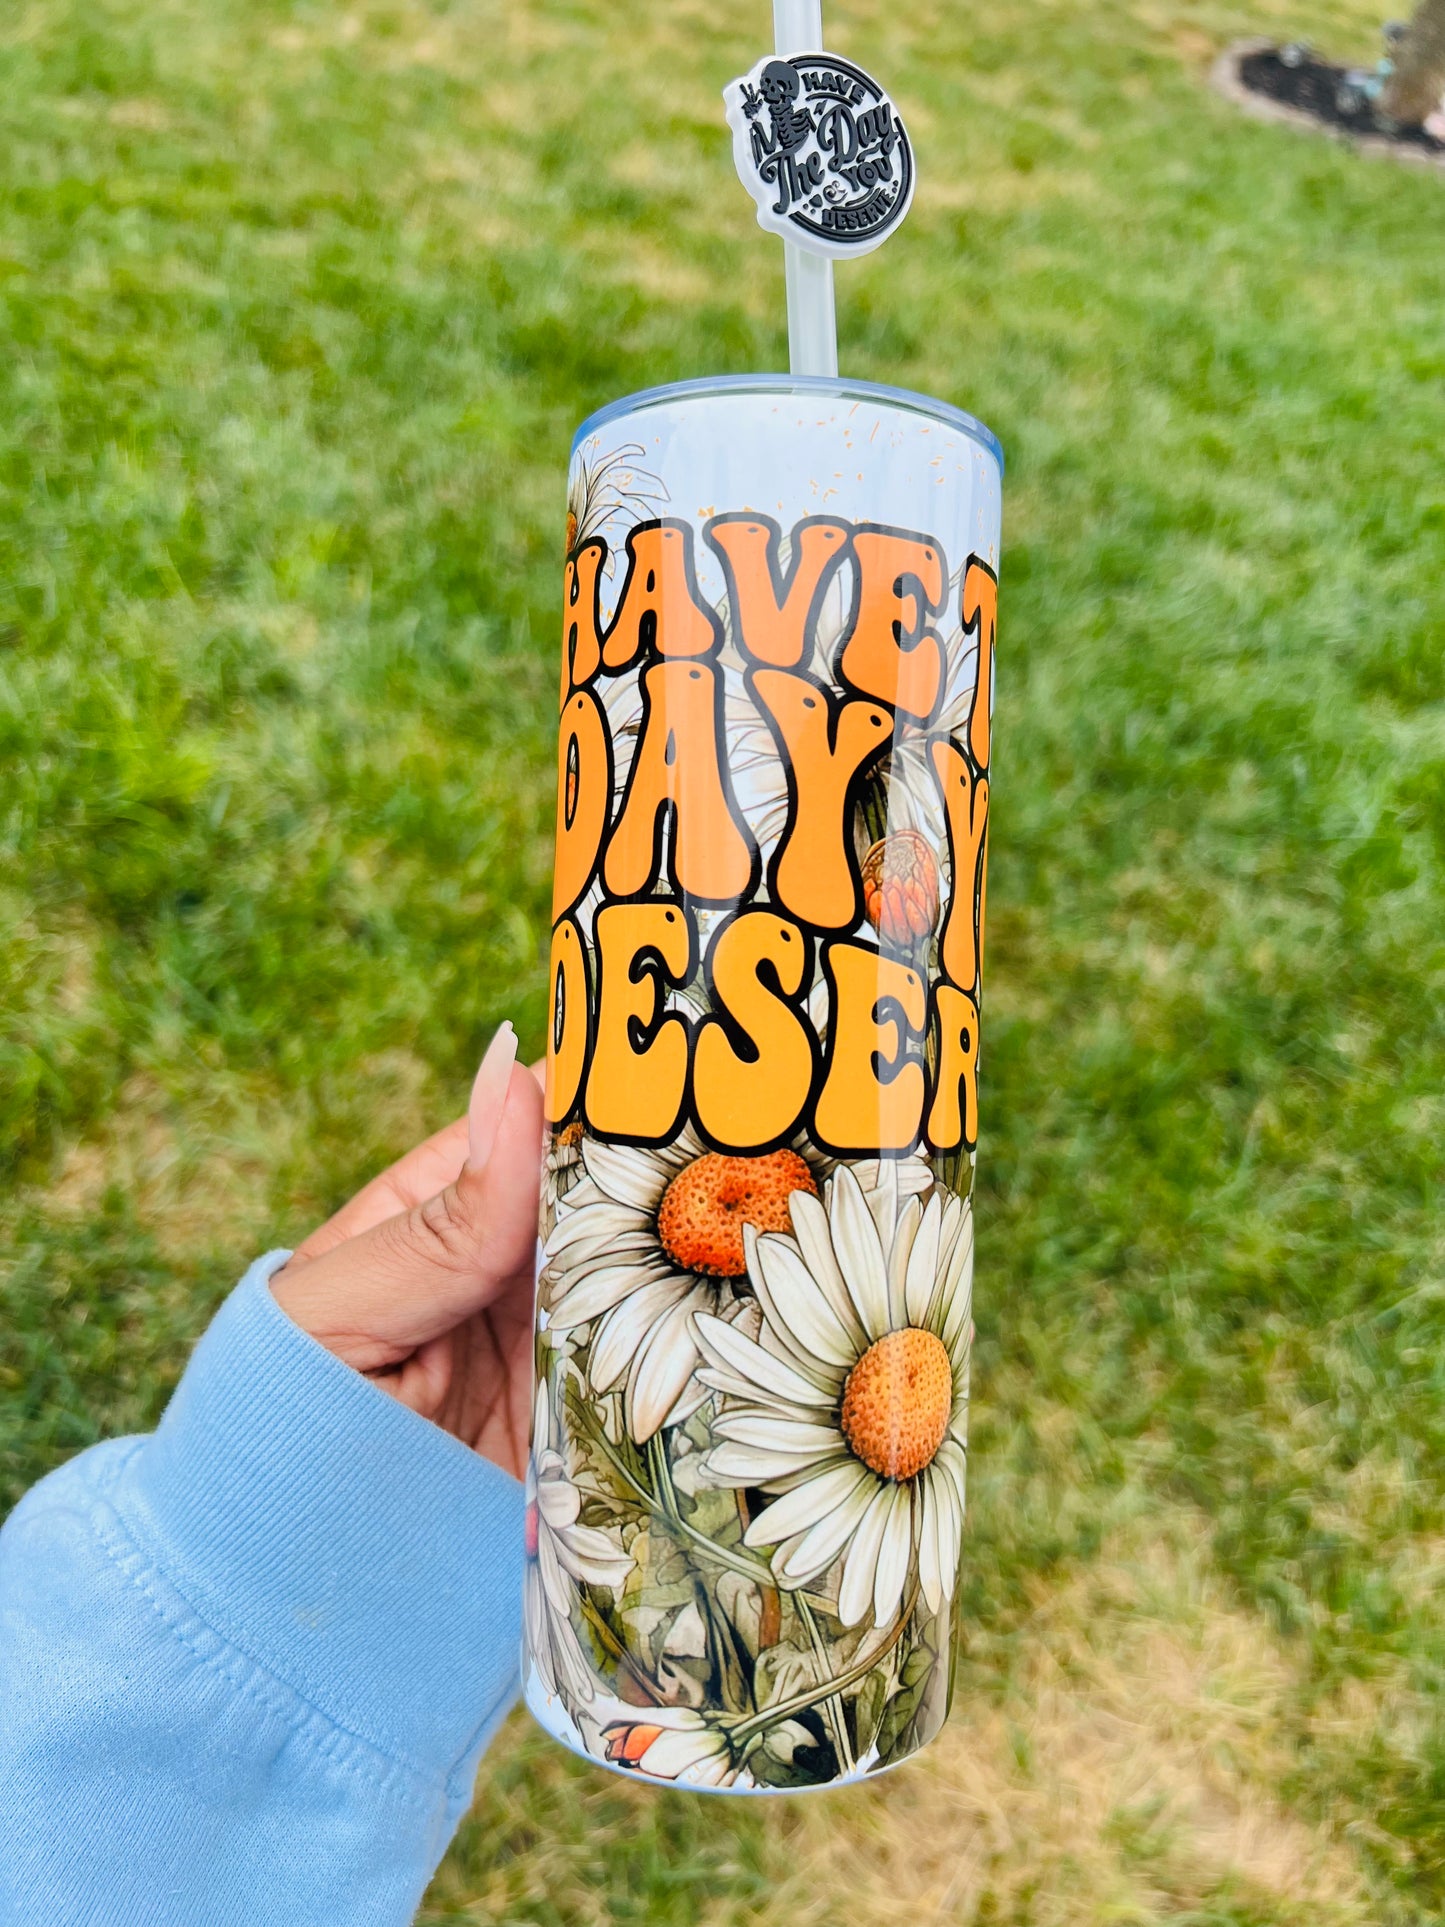 HAVE
The Day
YOU
DESERVE
HAVE T
DAY Y
DESER